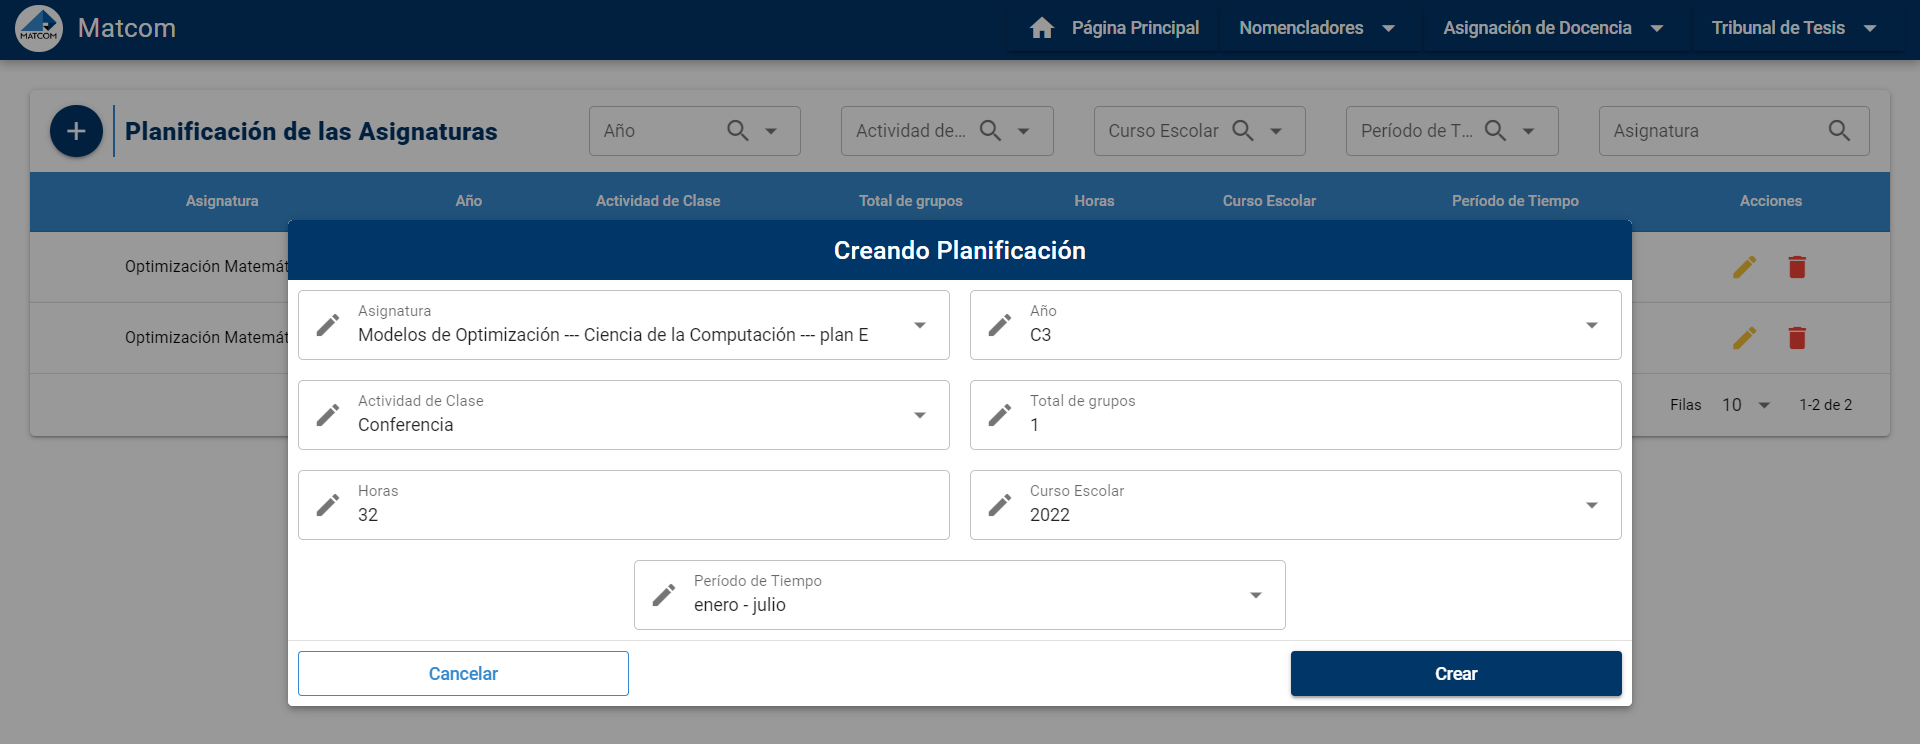 MATCOM
Matcom
Página Principal
Nomencladores
Asignación de Docencia
Tribunal de Tesis
Planificación de las Asignaturas
Año
Actividad de...
Curso Escolar
Período de T...
Asignatura
Asignatura
Año
Actividad de Clase
Total de grupos
Horas
Curso Escolar
Período de Tiempo
Acciones
Optimización Matemát
Optimización Matemát
Filas 10 1-2 de 2
Creando Planificación
Asignatura
Modelos de Optimización --- Ciencia de la Computación --- plan E
Año
C3
Actividad de Clase
Conferencia
Total de grupos
1
Horas
32
Curso Escolar
2022
Período de Tiempo
enero - julio
Cancelar
Crear